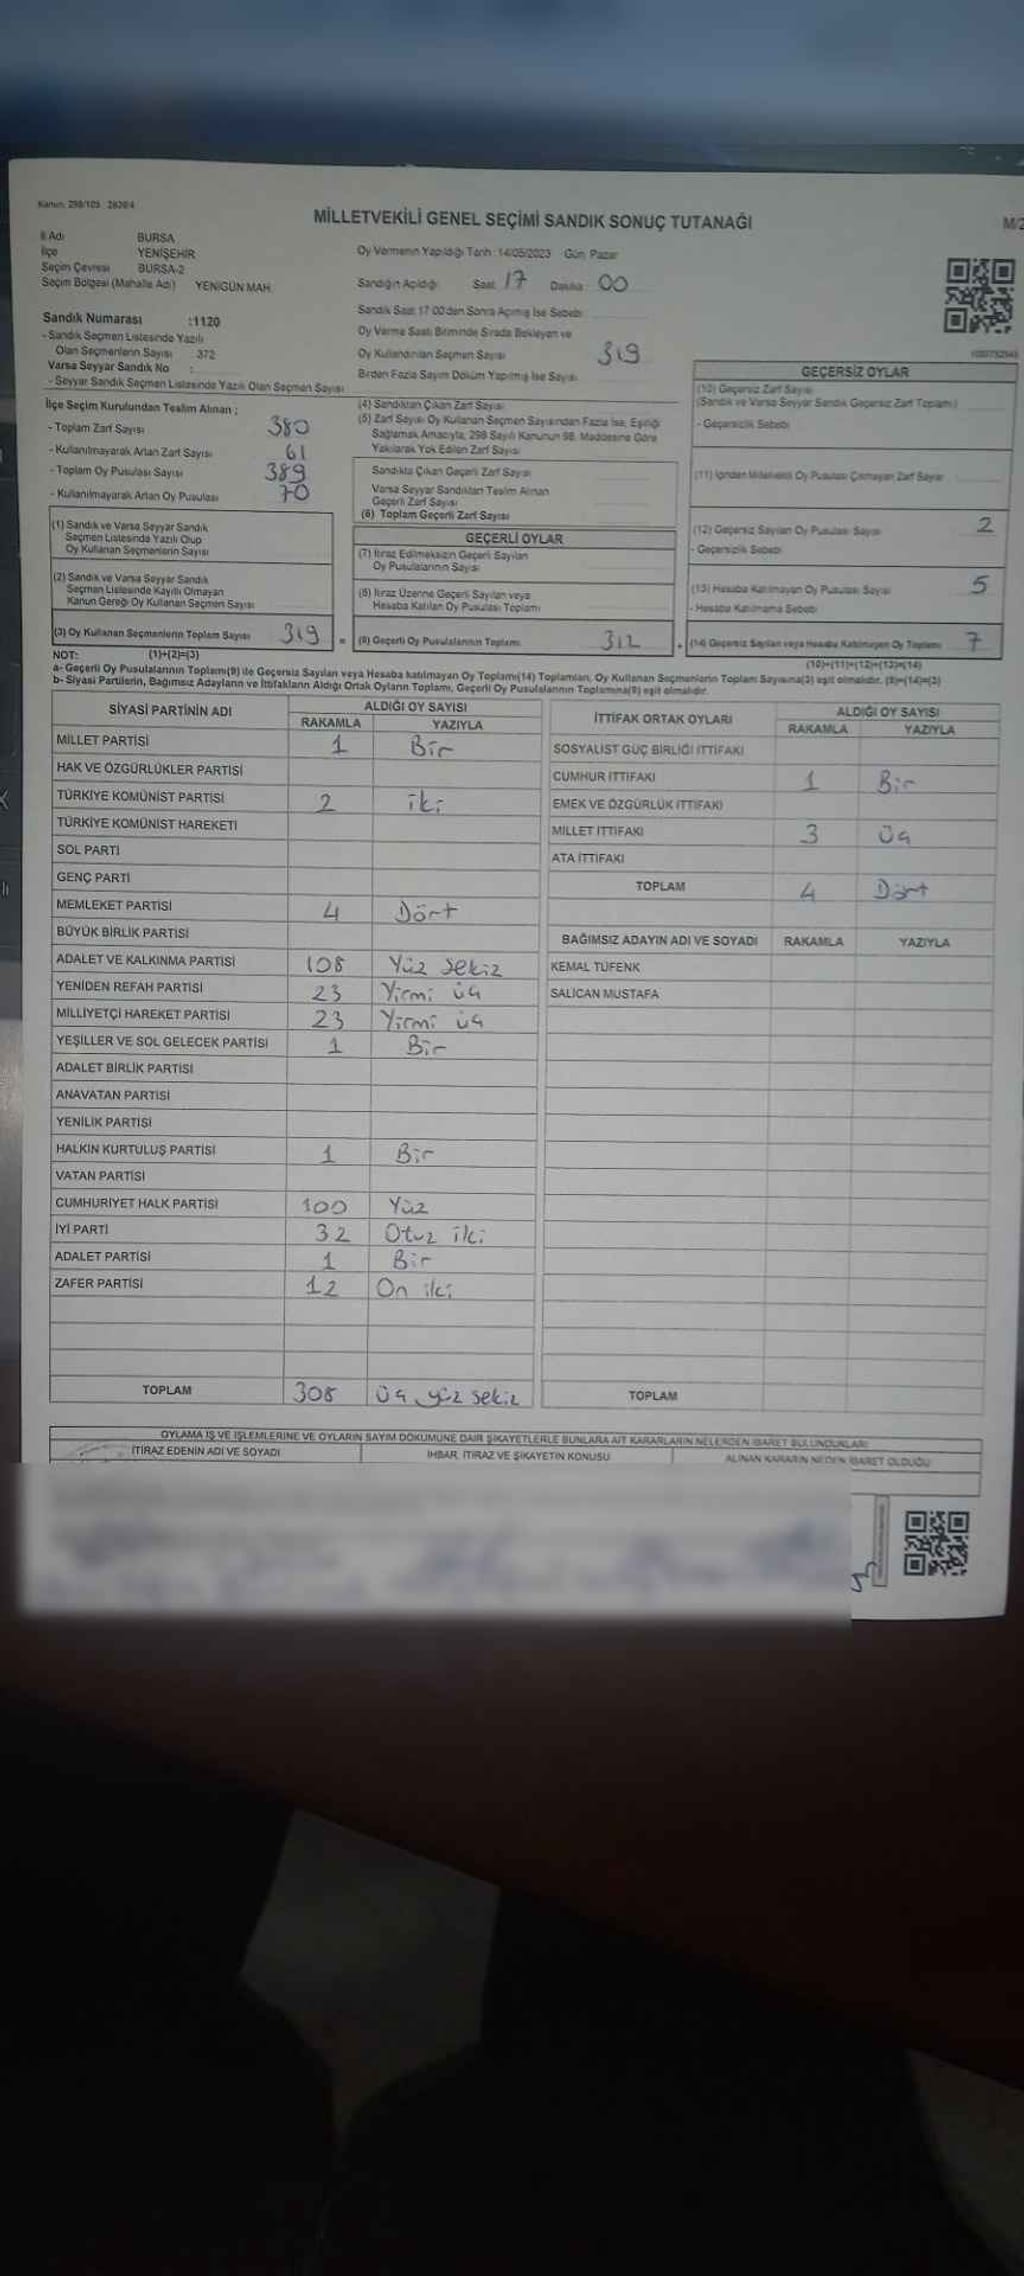 Kanun: 298/105 2820/4
MİLLETVEKİLİ GENEL SEÇİMİ SANDIK SONUÇ TUTANAĞI
M/2
İl Adı BURSA
İlçe YENİŞEHİR
Seçim Çevresi BURSA-2
Seçim Bölgesi (Mahalle Adı) YENİGÜN MAH.
Oy Vermenin Yapıldığı Tarih :14/05/2023 Gün: Pazar
Sandığın Açıldığı Saat: 17 Dakika: 00
Sandık Saat 17:00'den Sonra Açılmış İse Sebebi
Oy Verme Saati Bitiminde Sırada Bekleyen ve
Oy Kullandırılan Seçmen Sayısı 319
Birden Fazla Sayım Döküm Yapılmış İse Sayısı
Sandık Numarası :1120
- Sandık Seçmen Listesinde Yazılı
Olan Seçmenlerin Sayısı 372
Varsa Seyyar Sandık No :
- Seyyar Sandık Seçmen Listesinde Yazılı Olan Seçmen Sayısı
İlçe Seçim Kurulundan Teslim Alınan ;
- Toplam Zarf Sayısı 380
- Kullanılmayarak Artan Zarf Sayısı 61
- Toplam Oy Pusulası Sayısı 389
- Kullanılmayarak Artan Oy Pusulası 70
(1) Sandık ve Varsa Seyyar Sandık
Seçmen Listesinde Yazılı Olup
Oy Kullanan Seçmenlerin Sayısı
(2) Sandık ve Varsa Seyyar Sandık
Seçmen Listesinde Kayıtlı Olmayan
Kanun Gereği Oy Kullanan Seçmen Sayısı
(3) Oy Kullanan Seçmenlerin Toplam Sayısı 319 =
(4) Sandıktan Çıkan Zarf Sayısı
(5) Zarf Sayısı Oy Kullanan Seçmen Sayısından Fazla İse, Eşitliği
Sağlamak Amacıyla, 298 Sayılı Kanunun 98. Maddesine Göre
Yakılarak Yok Edilen Zarf Sayısı
Sandıkta Çıkan Geçerli Zarf Sayısı
Varsa Seyyar Sandıktan Teslim Alınan
Geçerli Zarf Sayısı
(6) Toplam Geçerli Zarf Sayısı
GEÇERLİ OYLAR
(7) İtiraz Edilmeksizin Geçerli Sayılan
Oy Pusulalarının Sayısı
(8) İtiraz Üzerine Geçerli Sayılan veya
Hesaba Katılan Oy Pusulası Toplamı
(9) Geçerli Oy Pusulalarının Toplamı 312 +
GEÇERSİZ OYLAR
(10) Geçersiz Zarf Sayısı
(Sandık ve Varsa Seyyar Sandık Geçersiz Zarf Toplamı)
- Geçersizlik Sebebi
(11) İçinden Milletvekili Oy Pusulası Çıkmayan Zarf Sayısı
(12) Geçersiz Sayılan Oy Pusulası Sayısı 2
- Geçersizlik Sebebi
(13) Hesaba Katılmayan Oy Pusulası Sayısı 5
- Hesaba Katılmama Sebebi
(14) Geçersiz Sayılan veya Hesaba Katılmayan Oy Toplamı 7
NOT: (1)+(2)=(3)
(10)+(11)+(12)+(13)=(14)
a- Geçerli Oy Pusulalarının Toplamı(9) ile Geçersiz Sayılan veya Hesaba katılmayan Oy Toplamı(14) Toplamları, Oy Kullanan Seçmenlerin Toplam Sayısına(3) eşit olmalıdır. (9)+(14)=(3)
b- Siyasi Partilerin, Bağımsız Adayların ve İttifakların Aldığı Ortak Oyların Toplamı, Geçerli Oy Pusulalarının Toplamına(9) eşit olmalıdır.
SİYASİ PARTİNİN ADI ALDIĞI OY SAYISI
RAKAMLA YAZIYLA
MİLLET PARTİSİ 1 Bir
HAK VE ÖZGÜRLÜKLER PARTİSİ
TÜRKİYE KOMÜNİST PARTİSİ 2 iki
TÜRKİYE KOMÜNİST HAREKETİ
SOL PARTİ
GENÇ PARTİ
MEMLEKET PARTİSİ 4 Dört
BÜYÜK BİRLİK PARTİSİ
ADALET VE KALKINMA PARTİSİ 108 Yüz sekiz
YENİDEN REFAH PARTİSİ 23 Yirmi üç
MİLLİYETÇİ HAREKET PARTİSİ 23 Yirmi üç
YEŞİLLER VE SOL GELECEK PARTİSİ 1 Bir
ADALET BİRLİK PARTİSİ
ANAVATAN PARTİSİ
YENİLİK PARTİSİ
HALKIN KURTULUŞ PARTİSİ 1 Bir
VATAN PARTİSİ
CUMHURİYET HALK PARTİSİ 100 Yüz
İYİ PARTİ 32 Otuz iki
ADALET PARTİSİ 1 Bir
ZAFER PARTİSİ 12 On iki
TOPLAM 308 üç yüz sekiz
İTTİFAK ORTAK OYLARI ALDIĞI OY SAYISI
RAKAMLA YAZIYLA
SOSYALİST GÜÇ BİRLİĞİ İTTİFAKI
CUMHUR İTTİFAKI 1 Bir
EMEK VE ÖZGÜRLÜK İTTİFAKI
MİLLET İTTİFAKI 3 üç
ATA İTTİFAKI
TOPLAM 4 Dört
BAĞIMSIZ ADAYIN ADI VE SOYADI RAKAMLA YAZIYLA
KEMAL TÜFENK
SALİCAN MUSTAFA
TOPLAM
OYLAMA İŞ VE İŞLEMLERİNE VE OYLARIN SAYIM DÖKÜMÜNE DAİR ŞİKAYETLERLE BUNLARA AİT KARARLARIN NELERDEN İBARET BULUNDUKLARI
İTİRAZ EDENİN ADI VE SOYADI İHBAR, İTİRAZ VE ŞİKAYETİN KONUSU ALINAN KARARIN NEDEN İBARET OLDUĞU